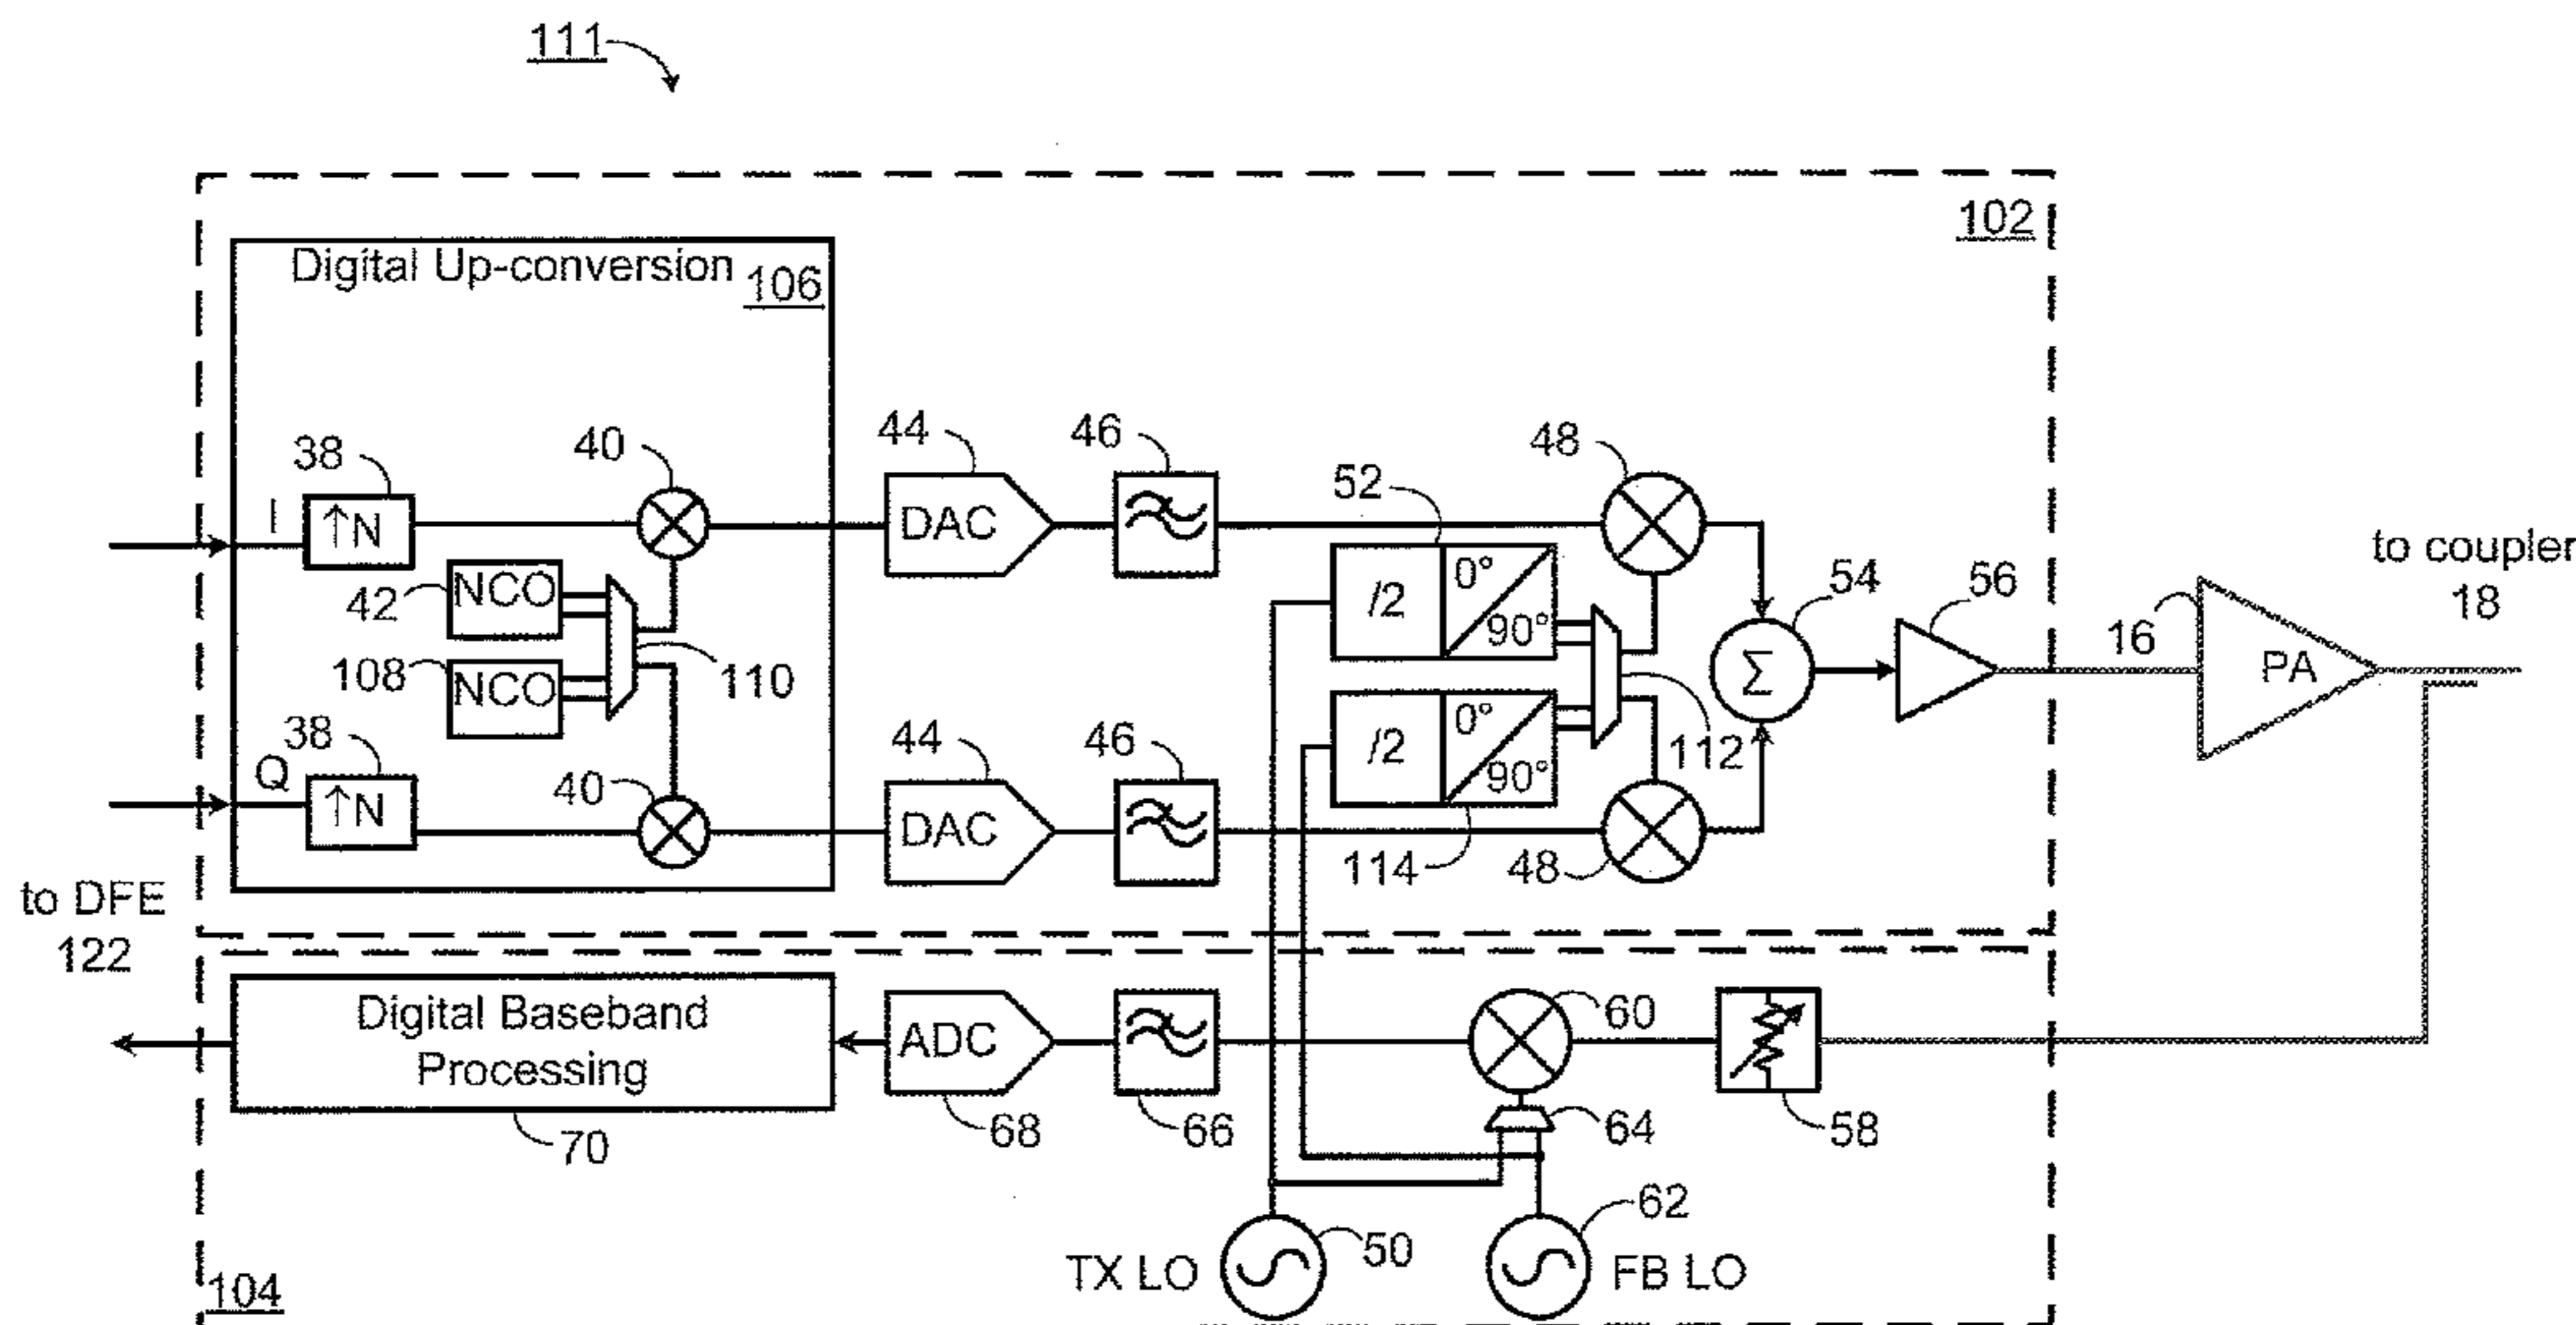 111
102
Digital Up-conversion
106
38
40
44
46
48
52
I
↑N
DAC
/2
0°
90°
54
56
to coupler
18
42
NCO
108
NCO
110
Σ
16
PA
38
Q
↑N
40
44
DAC
46
/2
0°
90°
112
114
48
to DFE
122
Digital Baseband
Processing
70
ADC
68
66
60
64
58
TX LO
50
62
FB LO
104